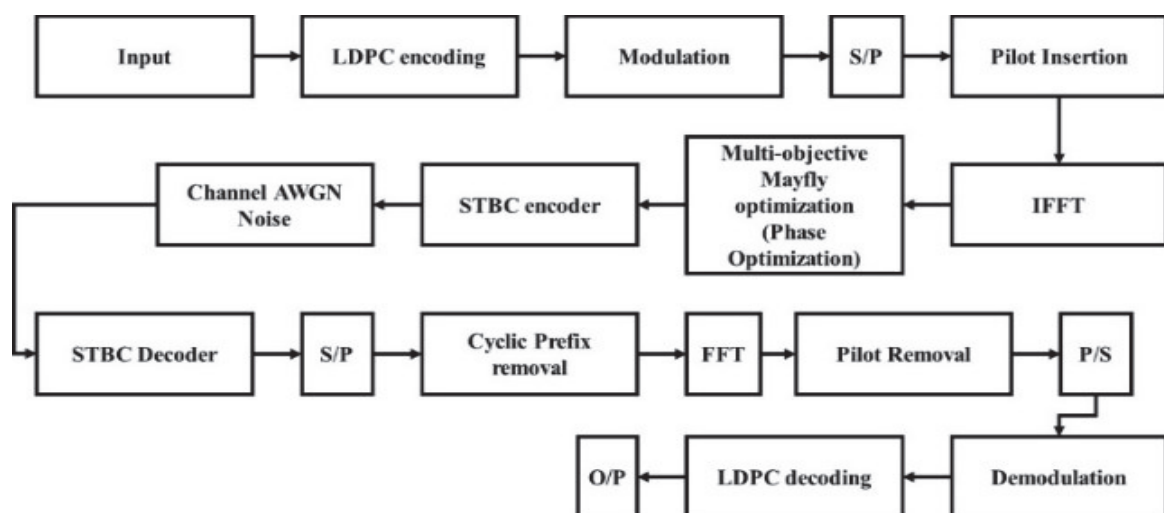 Input
LDPC encoding
Modulation
S/P
Pilot Insertion
IFFT
Multi-objective
Mayfly
optimization
(Phase
Optimization)
STBC encoder
Channel AWGN
Noise
STBC Decoder
S/P
Cyclic Prefix
removal
FFT
Pilot Removal
P/S
Demodulation
LDPC decoding
O/P